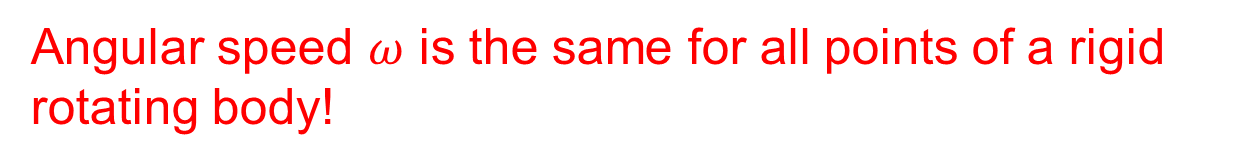 Angular speed ω is the same for all points of a rigid
rotating body!